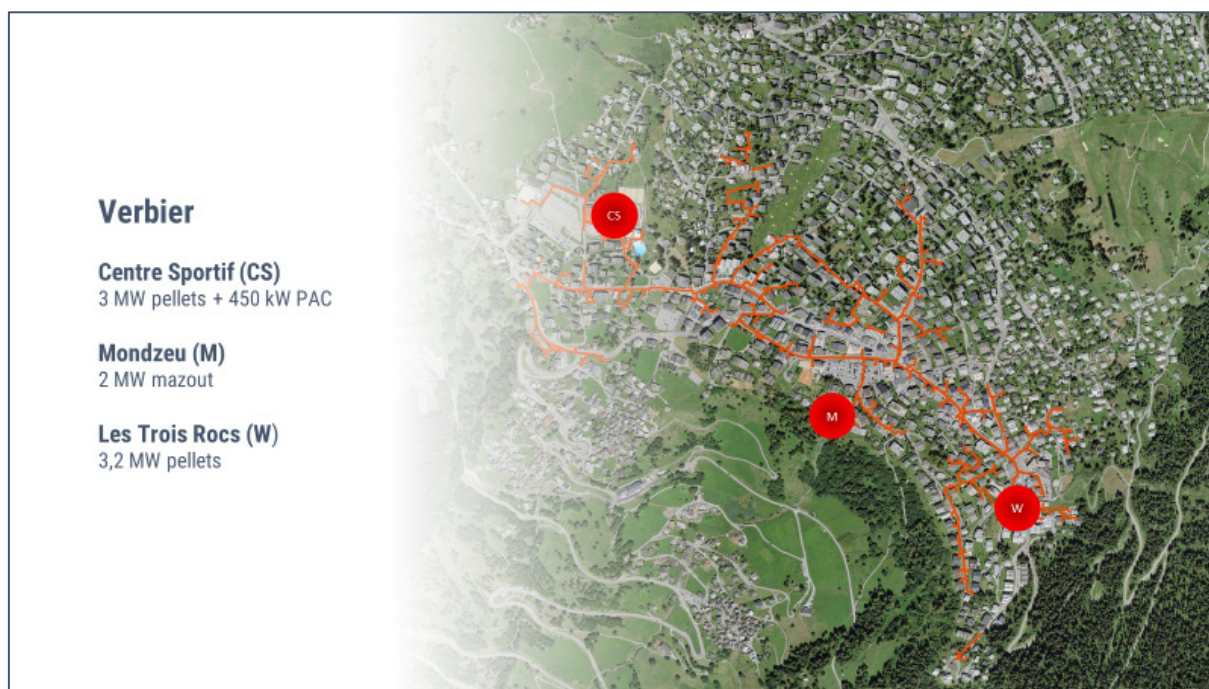 Verbier
Centre Sportif (CS)
3 MW pellets + 450 kW PAC
Mondzeu (M)
2 MW mazout
Les Trois Rocs (W)
3,2 MW pellets
CS
M
W